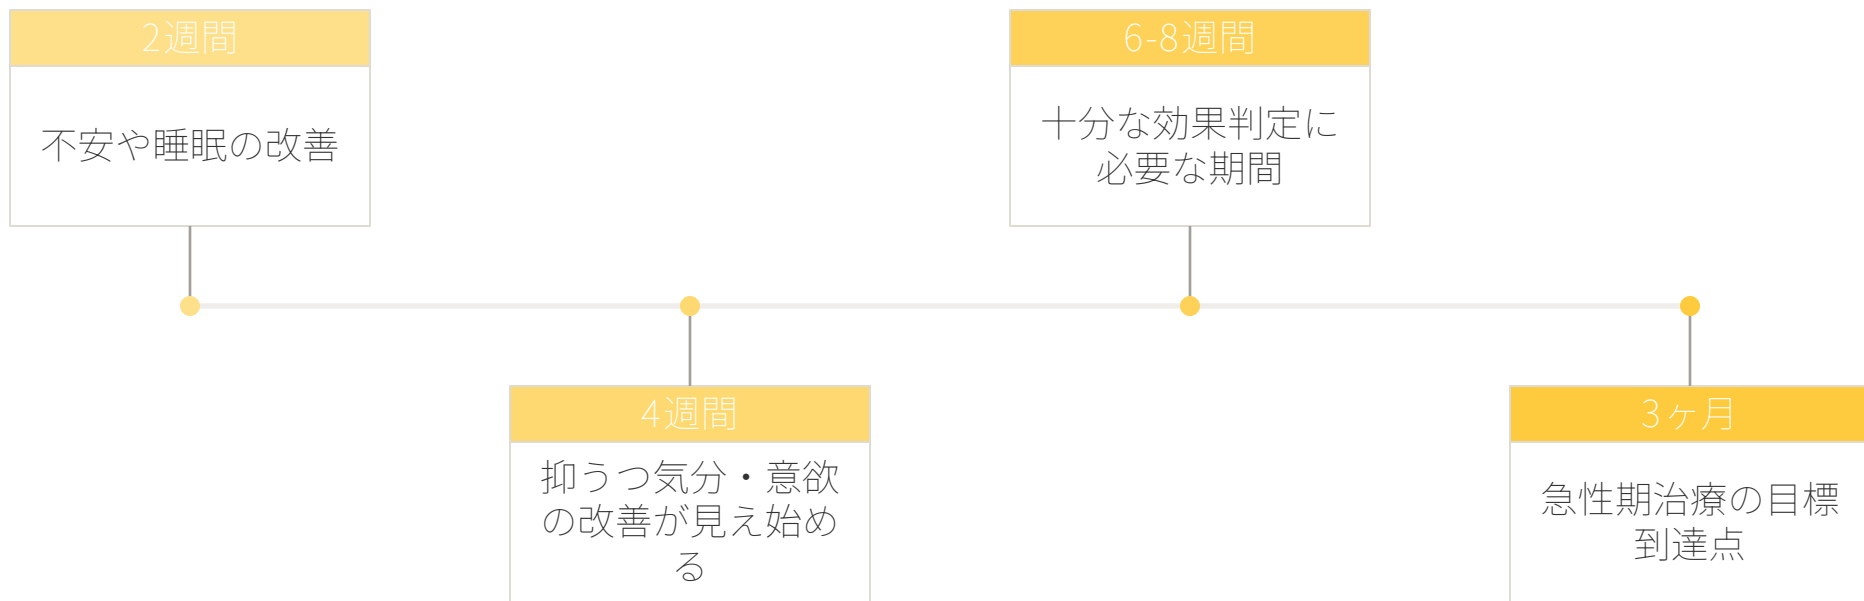 2週間
不安や睡眠の改善
4週間
抑うつ気分・意欲
の改善が見え始め
る
6-8週間
十分な効果判定に
必要な期間
3ヶ月
急性期治療の目標
到達点